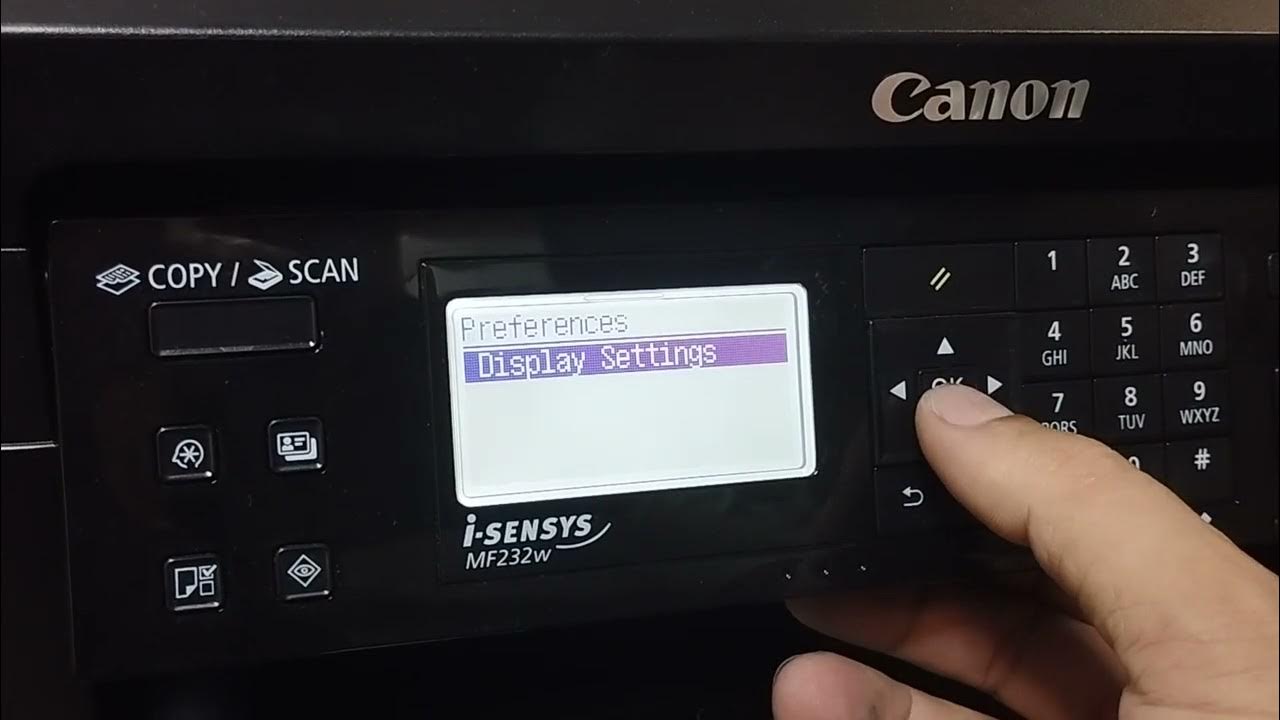 Canon
COPY / SCAN
Preferences
Display Settings
i-SENSYS
MF232w
1
2
ABC
3
DEF
4
GHI
5
JKL
6
MNO
OK
7
8
TUV
9
WXYZ
#